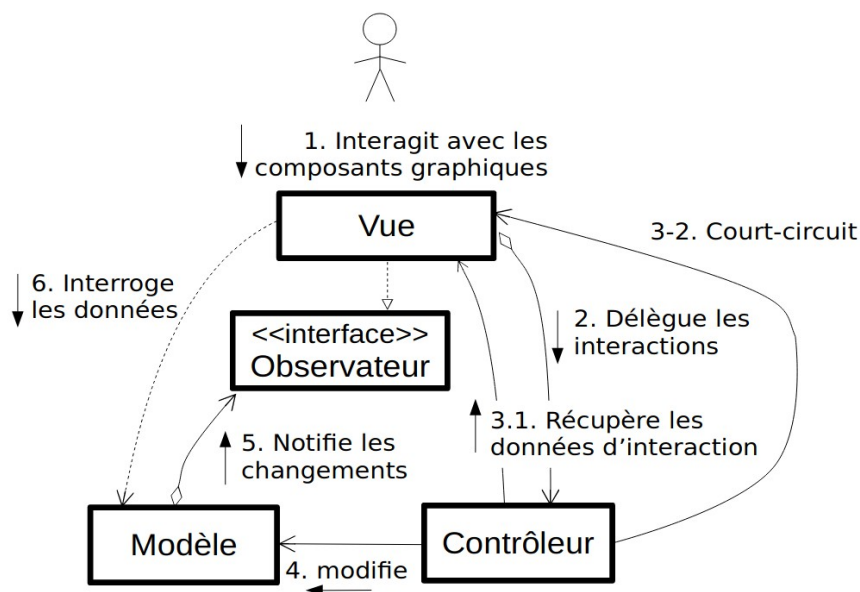 1. Interagit avec les
composants graphiques
Vue
3-2. Court-circuit
6. Interroge
les données
<<interface>>
Observateur
2. Délègue les
interactions
5. Notifie les
changements
3.1. Récupère les
données d’interaction
Modèle
Contrôleur
4. modifie